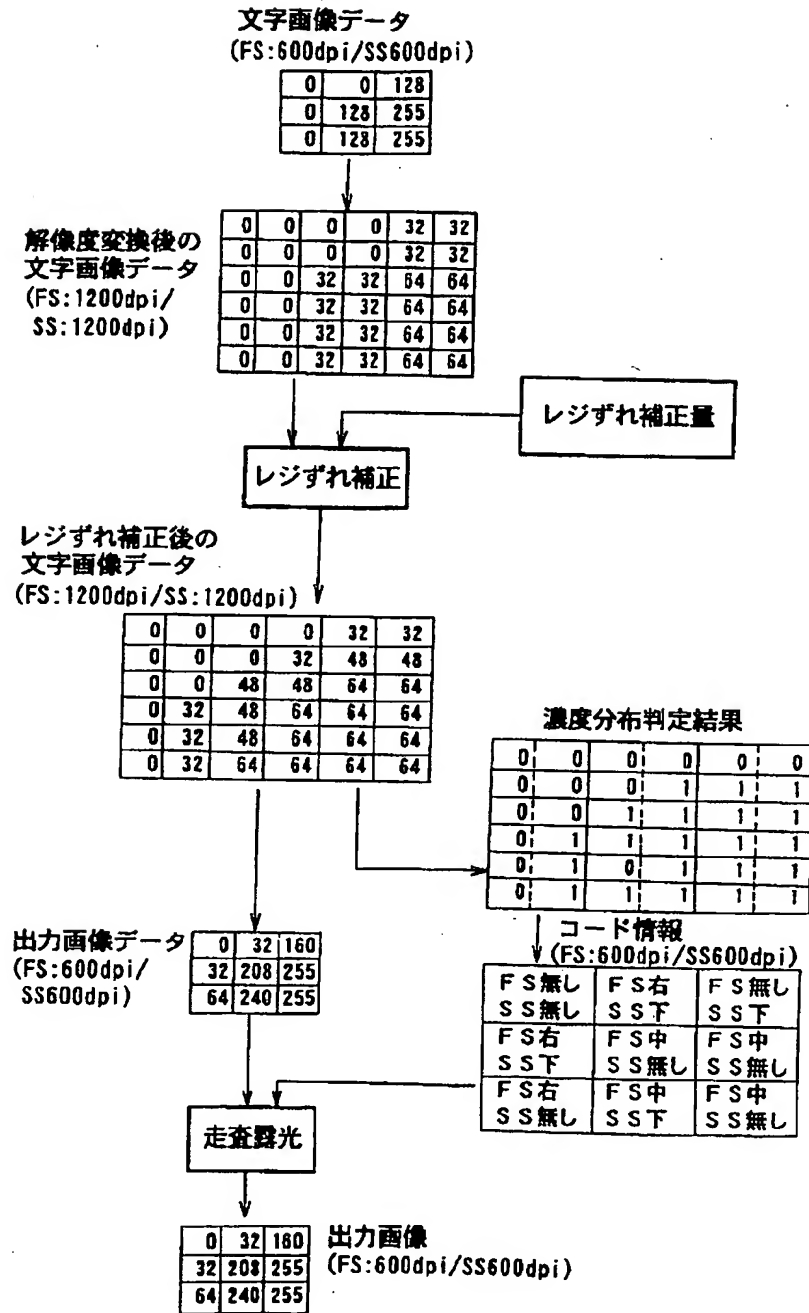 文字画像データ
(FS:600dpi/SS600dpi)
0 0 128
0 128 255
0 128 255
解像度変換後の
文字画像データ
(FS:1200dpi/
SS:1200dpi)
0 0 0 0 32 32
0 0 0 0 32 32
0 0 32 32 64 64
0 0 32 32 64 64
0 0 32 32 64 64
0 0 32 32 64 64
レジずれ補正量
レジずれ補正
レジずれ補正後の
文字画像データ
(FS:1200dpi/SS:1200dpi)
0 0 0 0 32 32
0 0 0 32 48 48
0 0 48 48 64 64
0 32 48 64 64 64
0 32 48 64 64 64
0 32 64 64 64 64
濃度分布判定結果
0 0 0 0 0 0
0 0 0 1 1 1
0 0 1 1 1 1
0 1 1 1 1 1
0 1 0 1 1 1
0 1 1 1 1 1
出力画像データ
(FS:600dpi/
SS600dpi)
0 32 160
32 208 255
64 240 255
コード情報
(FS:600dpi/SS600dpi)
FS無し FS右 FS無し
SS無し SS下 SS下
FS右 FS中 FS中
SS下 SS無し SS無し
FS右 FS中 FS中
SS無し SS下 SS無し
走査露光
出力画像
(FS:600dpi/SS600dpi)
0 32 160
32 208 255
64 240 255